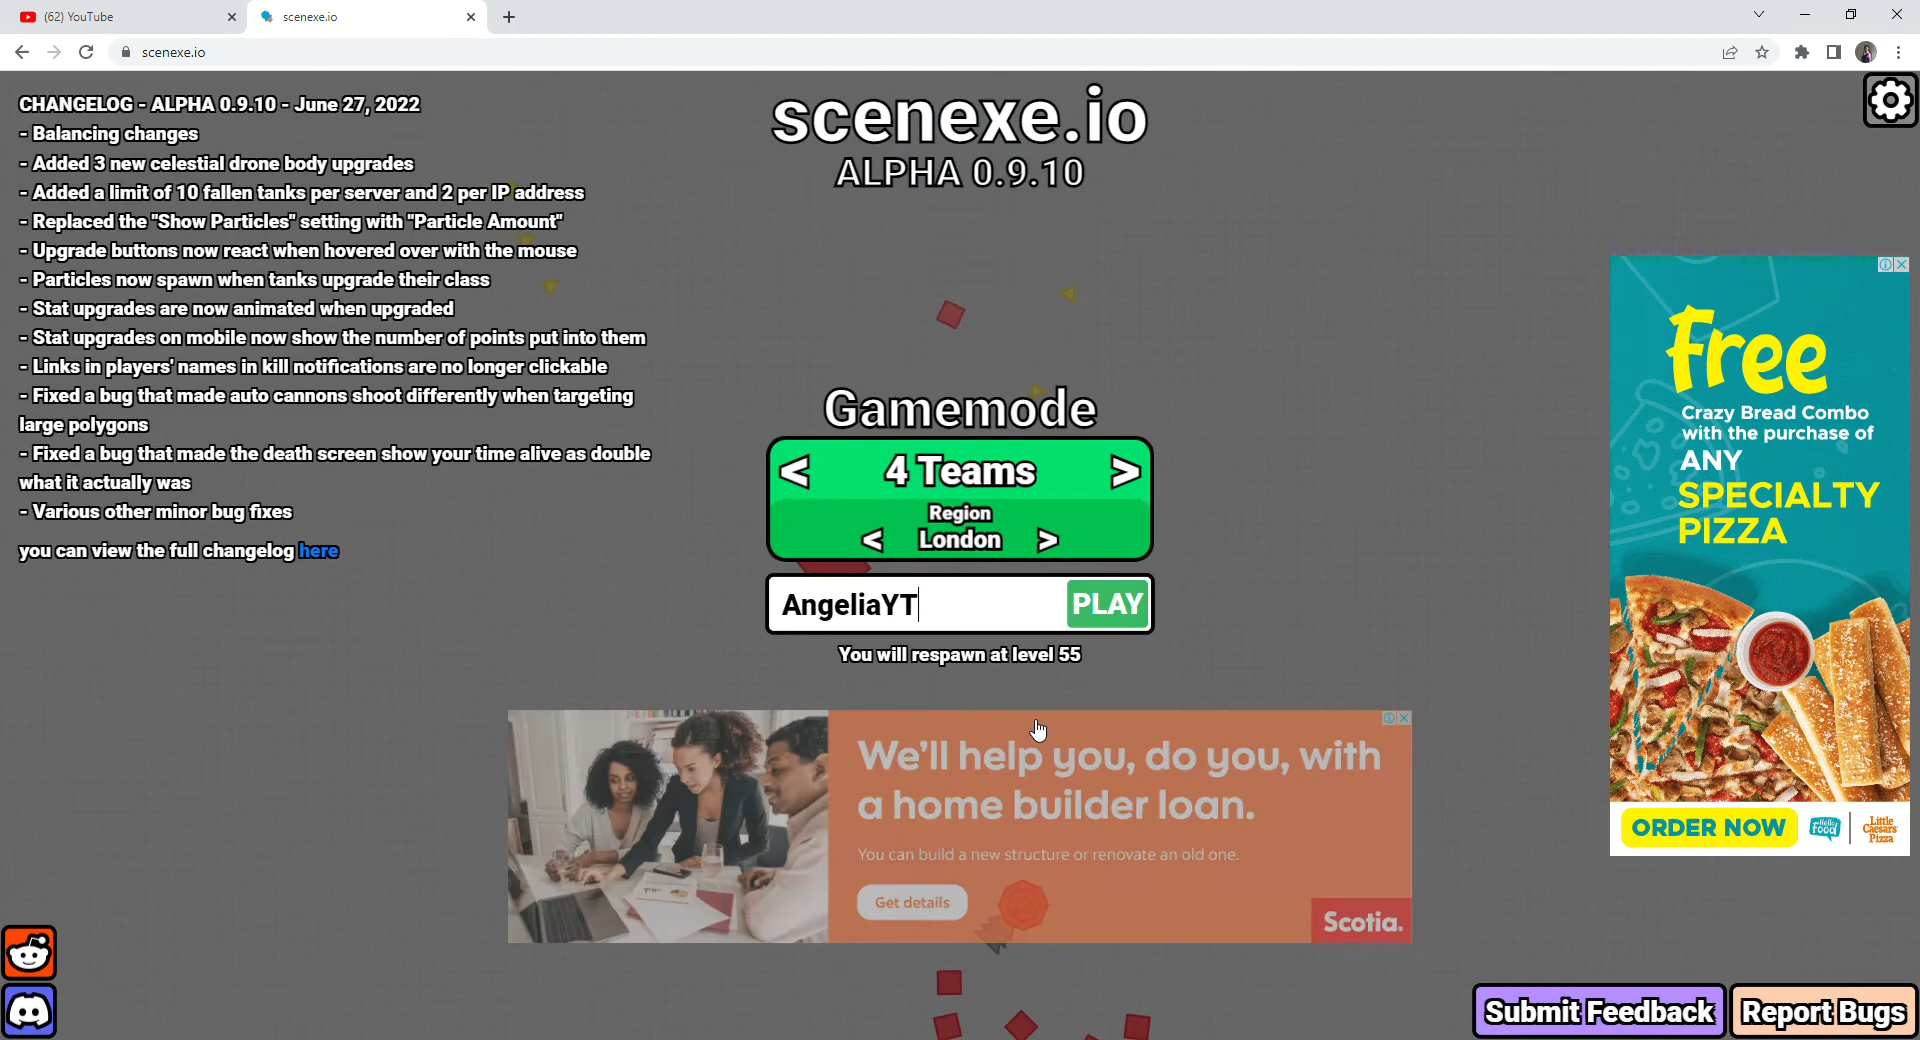 (62) YouTube
scenexe.io
scenexe.io
CHANGELOG - ALPHA 0.9.10 - June 27, 2022
- Balancing changes
- Added 3 new celestial drone body upgrades
- Added a limit of 10 fallen tanks per server and 2 per IP address
- Replaced the "Show Particles" setting with "Particle Amount"
- Upgrade buttons now react when hovered over with the mouse
- Particles now spawn when tanks upgrade their class
- Stat upgrades are now animated when upgraded
- Stat upgrades on mobile now show the number of points put into them
- Links in players' names in kill notifications are no longer clickable
- Fixed a bug that made auto cannons shoot differently when targeting
large polygons
- Fixed a bug that made the death screen show your time alive as double
what it actually was
- Various other minor bug fixes
you can view the full changelog here
scenexe.io
ALPHA 0.9.10
Gamemode
< 4 Teams >
Region
< London >
AngeliaYT
PLAY
You will respawn at level 55
We'll help you, do you, with
a home builder loan.
You can build a new structure or renovate an old one.
Get details
Scotia.
free
Crazy Bread Combo
with the purchase of
ANY
SPECIALTY
PIZZA
ORDER NOW
Hello
Food
Little
Caesars
Pizza
Submit Feedback
Report Bugs